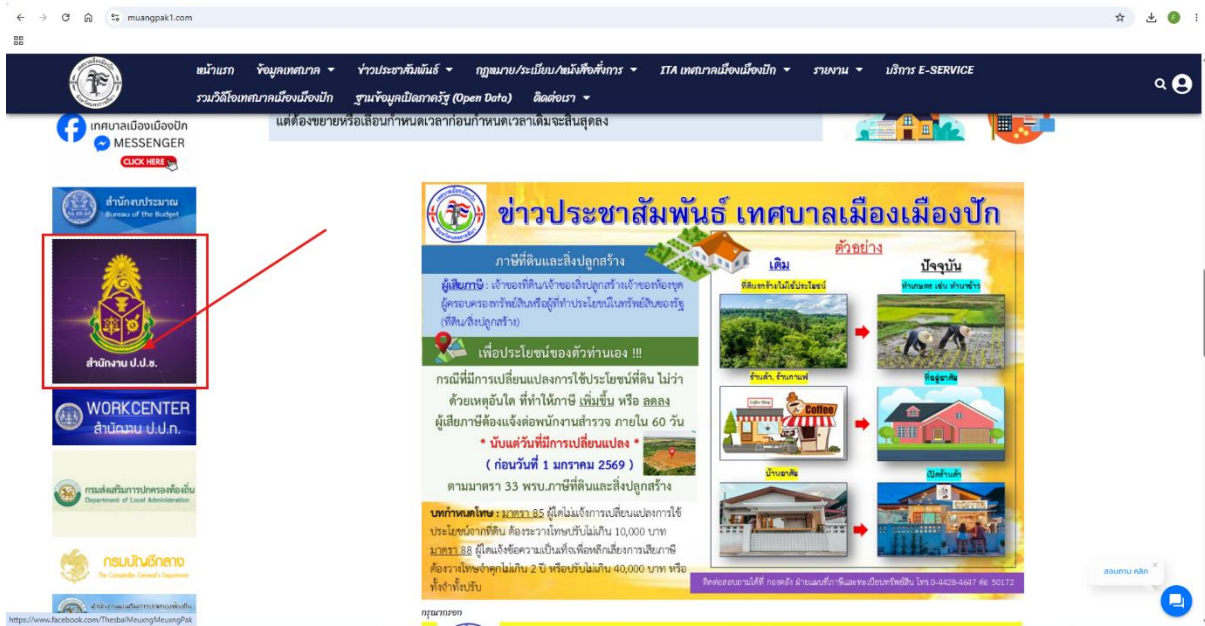 muangpak1.com
หน้าแรก ข้อมูลเทศบาล ข่าวประชาสัมพันธ์ กฎหมาย/ระเบียบ/หนังสือสั่งการ ITA เทศบาลเมืองเมืองปัก รายงาน บริการ E-SERVICE
รวมวิดีโอเทศบาลเมืองเมืองปัก ฐานข้อมูลเปิดภาครัฐ (Open Data) ติดต่อเรา
เทศบาลเมืองเมืองปัก
MESSENGER
CLICK HERE
แต่ต้องขยายหรือเลื่อนกำหนดเวลาก่อนกำหนดเวลาเดิมจะสิ้นสุดลง
สำนักงบประมาณ
Bureau of the Budget
สำนักงาน ป.ป.ช.
WORKCENTER
สำนักงาน ป.ป.ท.
กรมส่งเสริมการปกครองท้องถิ่น
Department of Local Administration
กรมบัญชีกลาง
The Comptroller General's Department
https://www.facebook.com/ThesbalMeuxngMeuxngPak
ข่าวประชาสัมพันธ์ เทศบาลเมืองเมืองปัก
ภาษีที่ดินและสิ่งปลูกสร้าง
ผู้เสียภาษี : เจ้าของที่ดิน/เจ้าของสิ่งปลูกสร้างเจ้าของห้องชุด
ผู้ครอบครองทรัพย์สินหรือผู้ที่ทำประโยชน์ในทรัพย์สินของรัฐ
(ที่ดิน/สิ่งปลูกสร้าง)
เพื่อประโยชน์ของตัวท่านเอง !!!
กรณีที่มีการเปลี่ยนแปลงการใช้ประโยชน์ที่ดิน ไม่ว่า
ด้วยเหตุอันใด ที่ทำให้ภาษี เพิ่มขึ้น หรือ ลดลง
ผู้เสียภาษีต้องแจ้งต่อพนักงานสำรวจ ภายใน 60 วัน
* นับแต่วันที่มีการเปลี่ยนแปลง *
( ก่อนวันที่ 1 มกราคม 2569 )
ตามมาตรา 33 พรบ.ภาษีที่ดินและสิ่งปลูกสร้าง
บทกำหนดโทษ : มาตรา 85 ผู้ใดไม่แจ้งการเปลี่ยนแปลงการใช้
ประโยชน์จากที่ดิน ต้องระวางโทษปรับไม่เกิน 10,000 บาท
มาตรา 88 ผู้ใดแจ้งข้อความเป็นเท็จเพื่อหลีกเลี่ยงการเสียภาษี
ต้องระวางโทษจำคุกไม่เกิน 2 ปี หรือปรับไม่เกิน 40,000 บาท หรือ
ทั้งจำทั้งปรับ
ตัวอย่าง
เดิม ปัจจุบัน
ที่ดินรกร้างไม่ใช้ประโยชน์ ทำเกษตร เช่น ทำนาข้าว
ร้านค้า, ร้านกาแฟ ที่อยู่อาศัย
Coffee Shop
Coffee
บ้านอาศัย เปิดร้านค้า
ติดต่อสอบถามได้ที่ กองคลัง ฝ่ายแผนที่ภาษีและทะเบียนทรัพย์สิน โทร.0-4428-4647 ต่อ 50172
สอบถาม คลิก